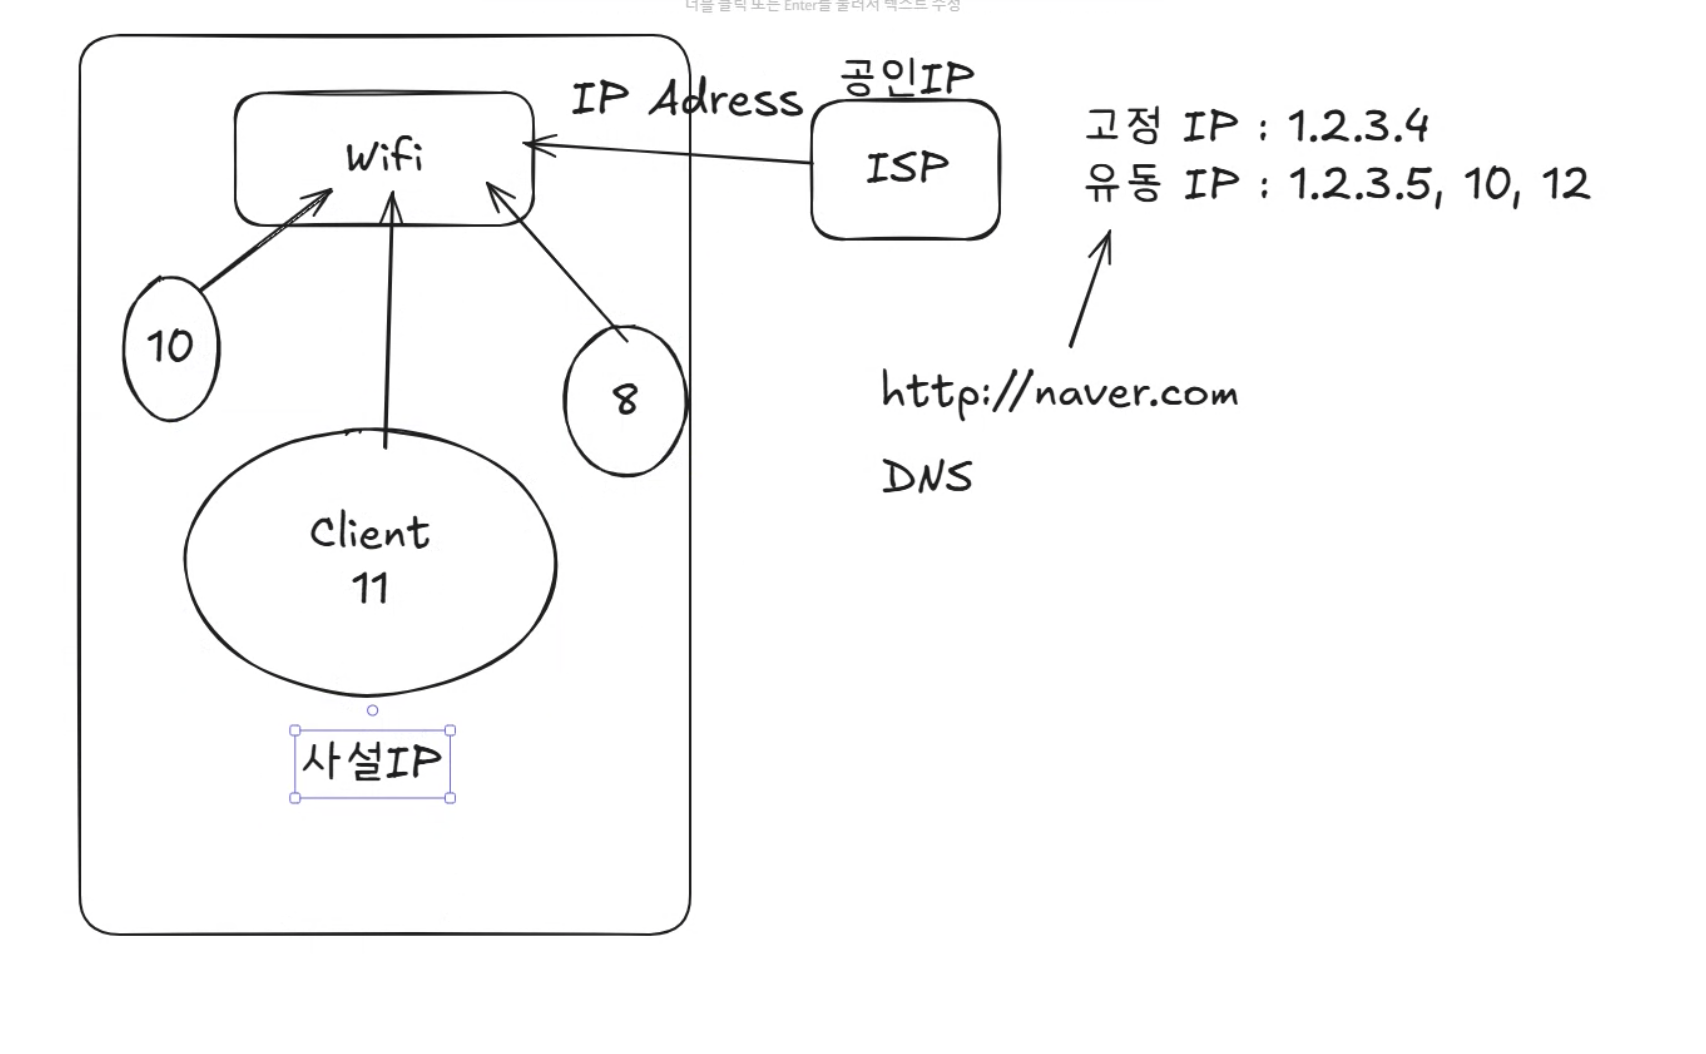 더블 클릭 또는 Enter를 눌러서 텍스트 수정
공인IP
IP Adress
Wifi
ISP
고정 IP : 1.2.3.4
유동 IP : 1.2.3.5, 10, 12
10
8
http://naver.com
DNS
Client
11
사설IP